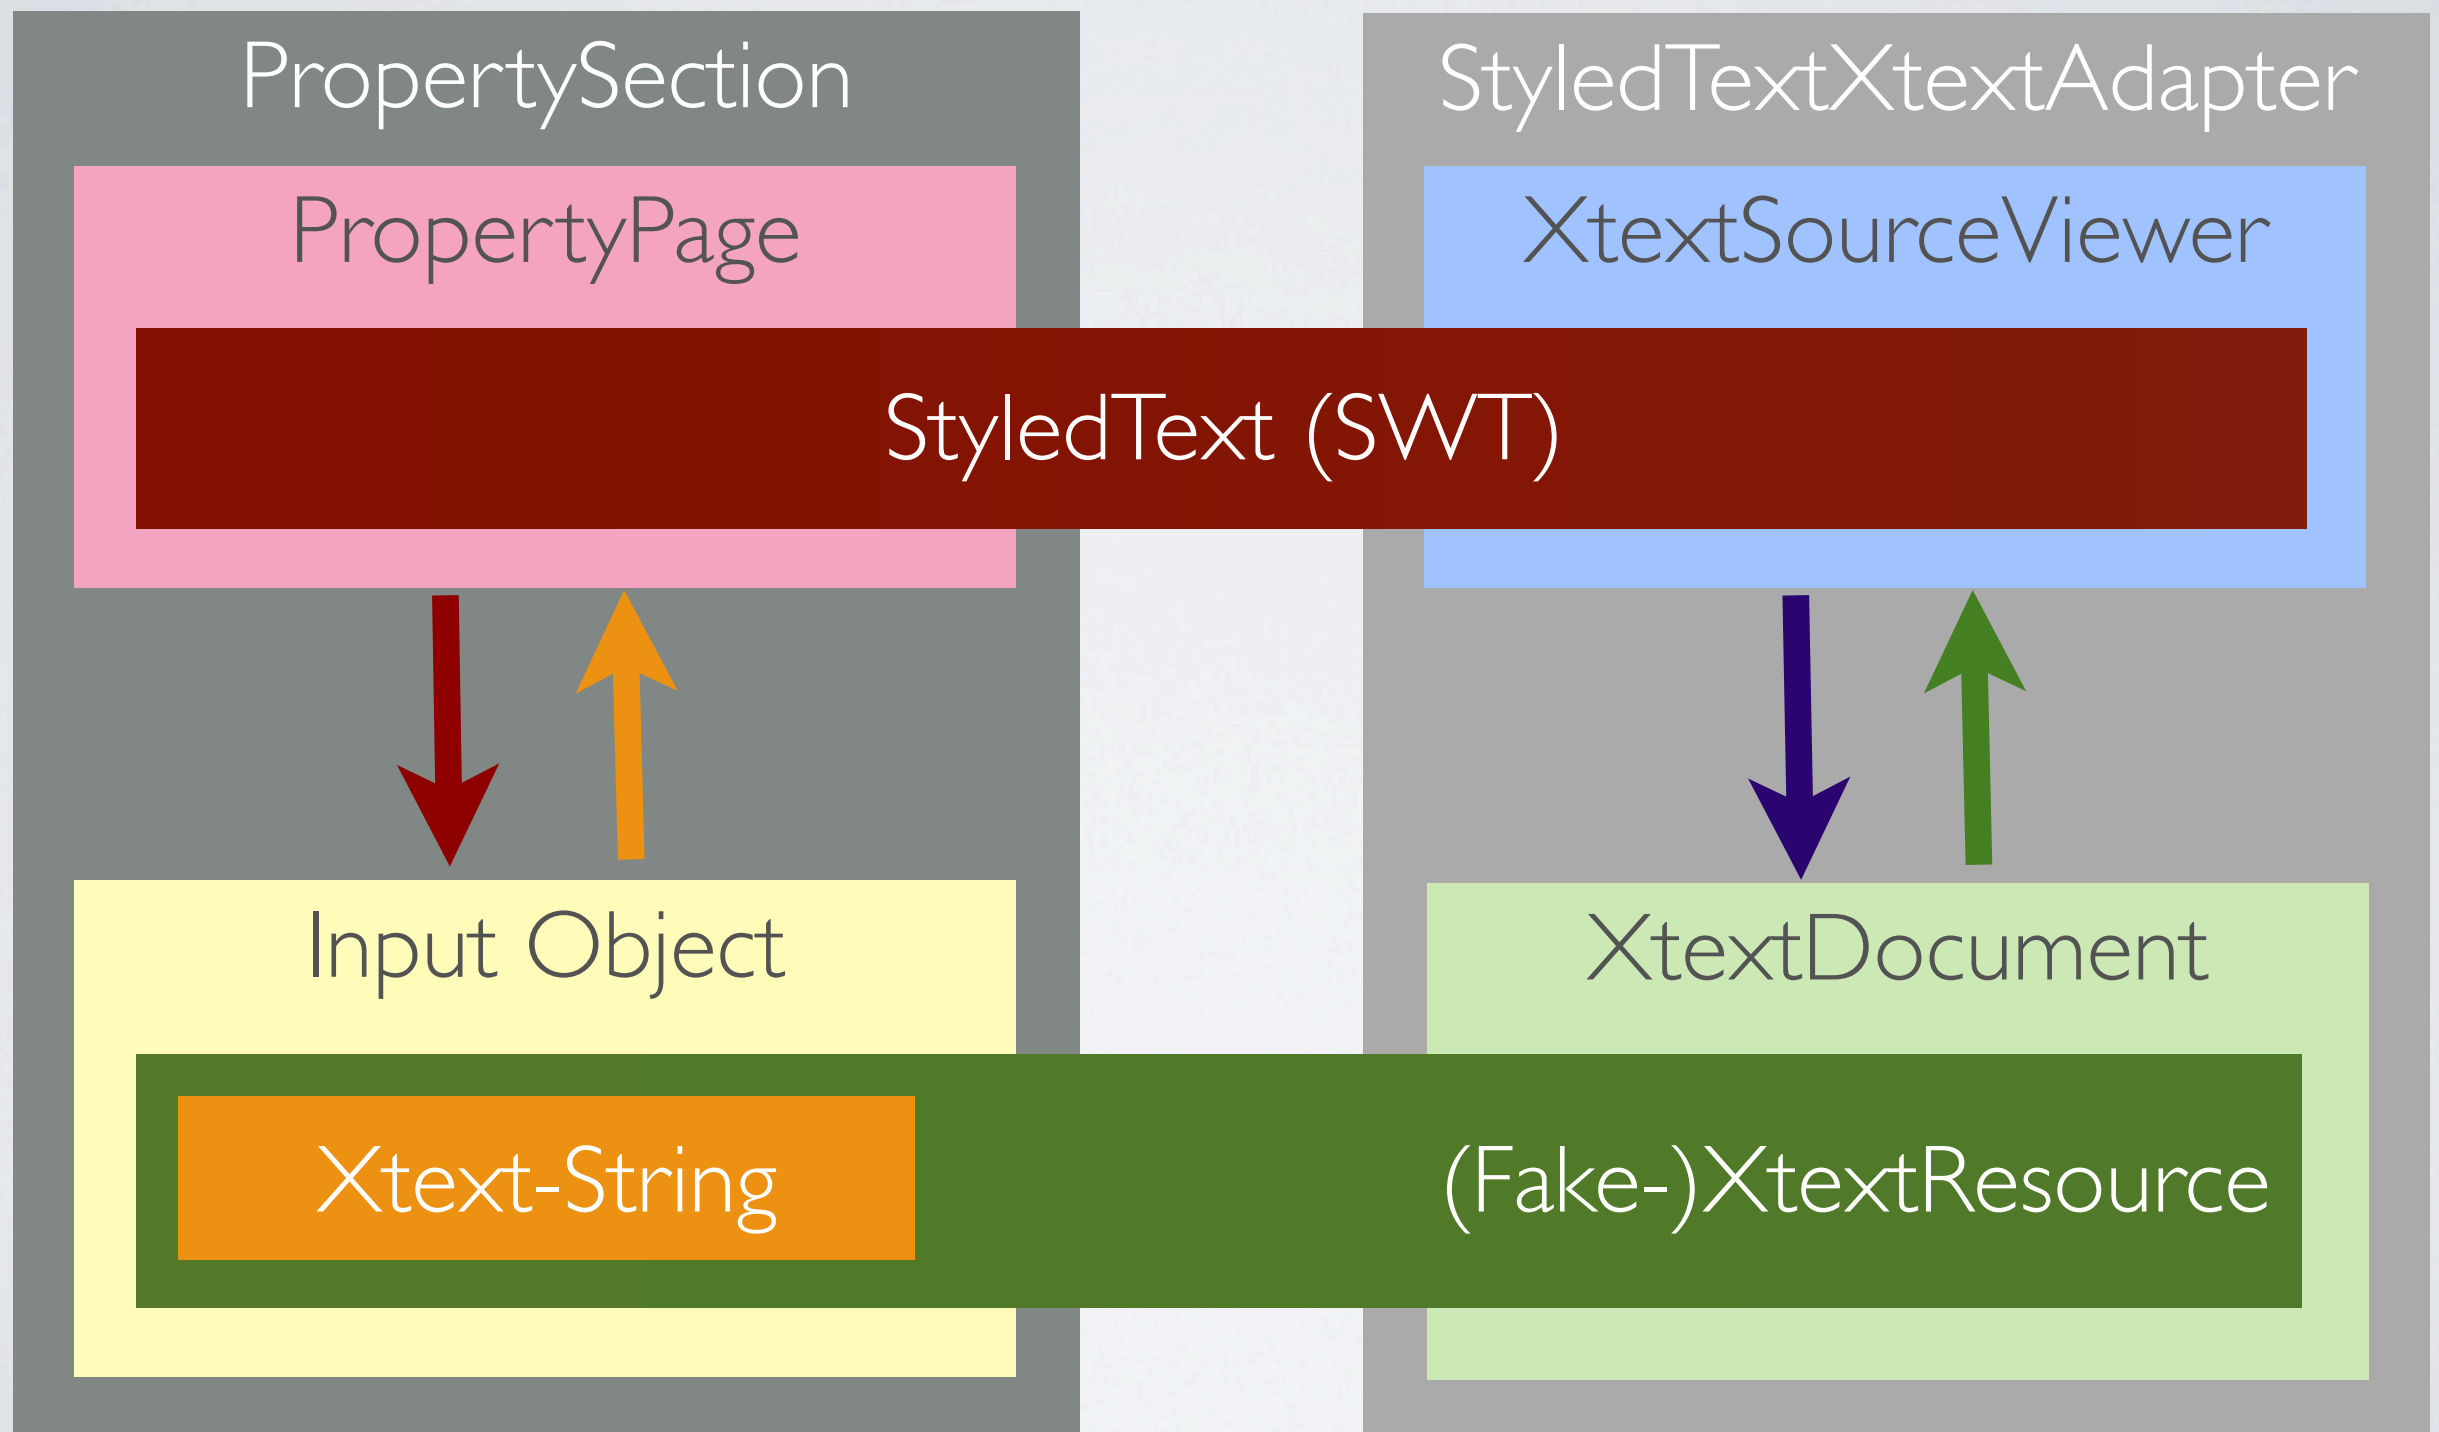 PropertySection
StyledTextXtextAdapter
PropertyPage
XtextSourceViewer
StyledText (SWT)
Input Object
XtextDocument
Xtext-String
(Fake-)XtextResource